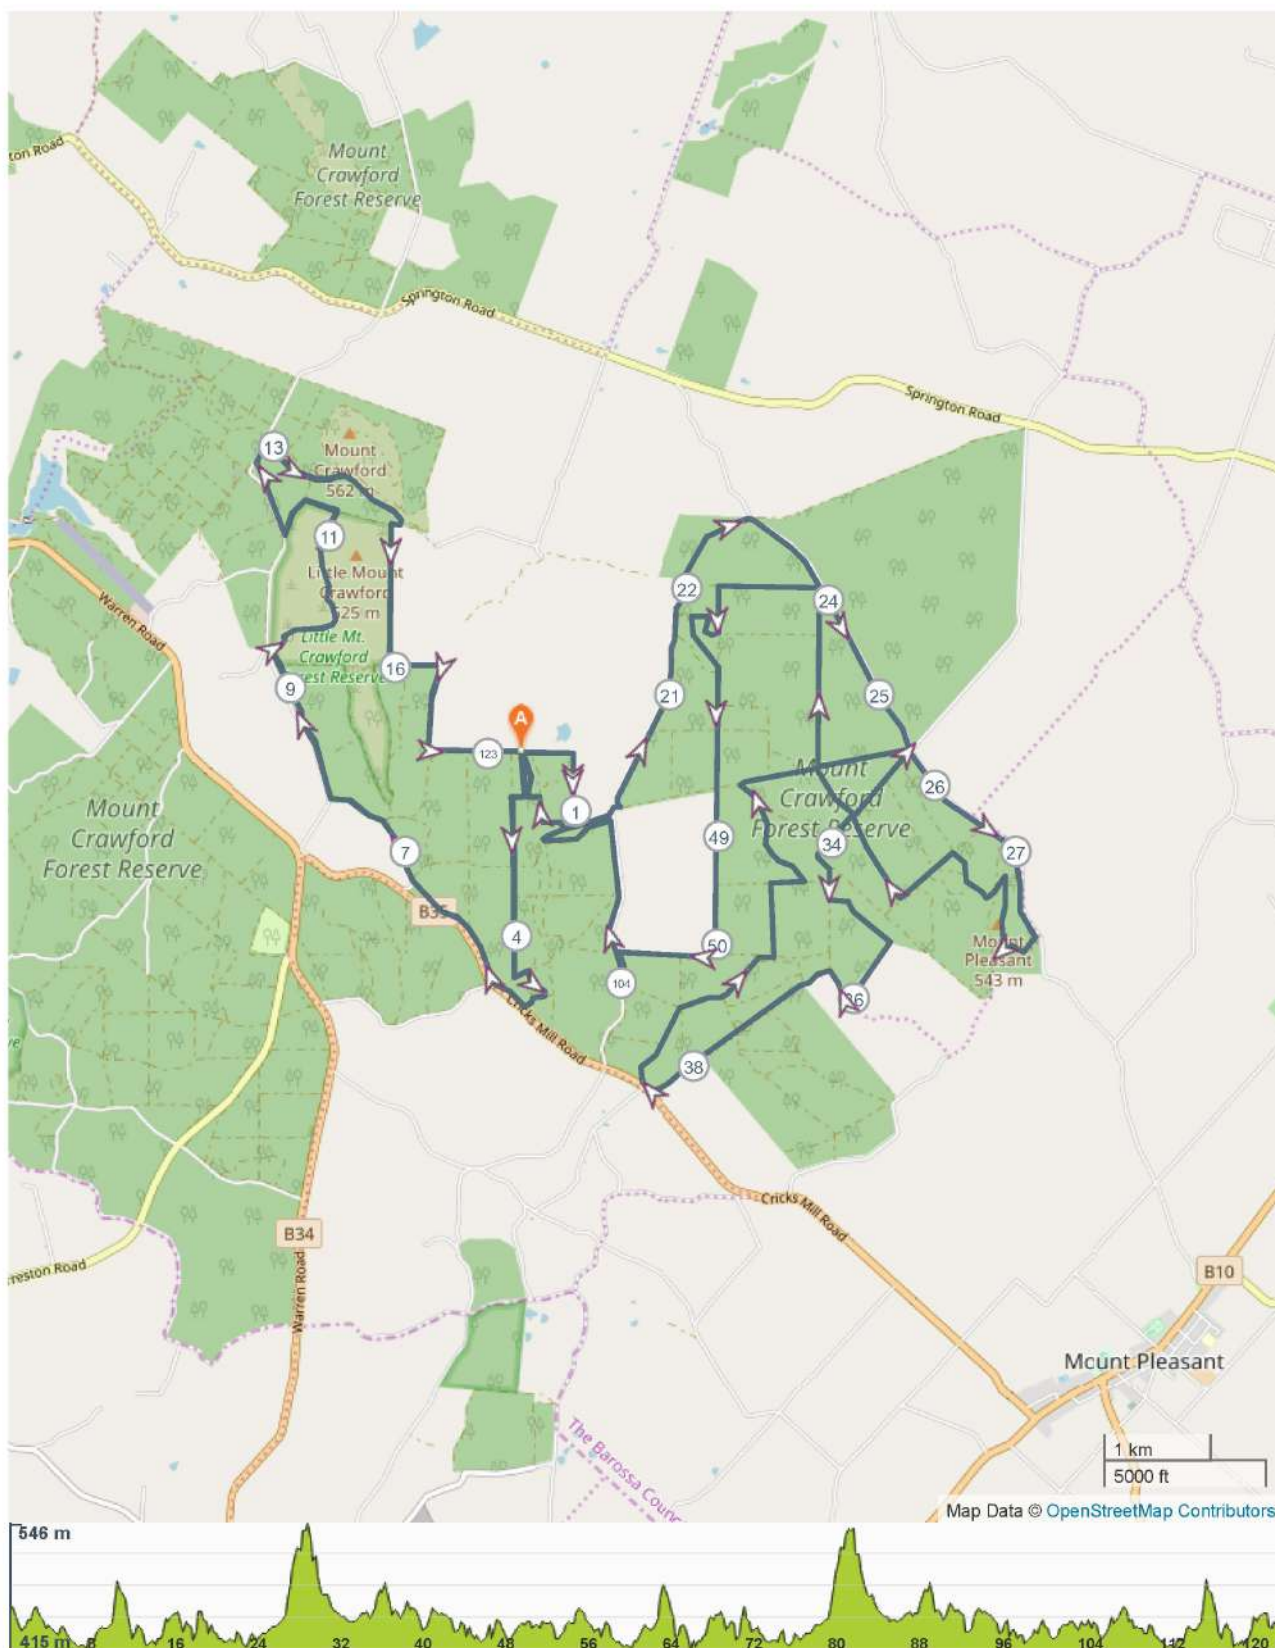 ton Road
Mount
Crawford
Forest Reserve
Springton Road
Springton Road
13
Mount
Crawford
562 m
11
Little Mount
Crawford
525 m
Little Mt.
Crawford
Forest Reserve
Warren Road
22
24
16
9
21
25
A
123
1
Mount
Crawford
Forest Reserve
26
Mount
Crawford
Forest Reserve
49
34
27
7
B35
4
50
Mount
Pleasant
543 m
104
36
Cricks Mill Road
38
Cricks Mill Road
B34
Warren Road
reston Road
B10
Mount Pleasant
The Barossa Counc
1 km
5000 ft
Map Data © OpenStreetMap Contributors
546 m
415 m 8 16 24 32 40 48 56 64 72 80 88 96 104 112 120